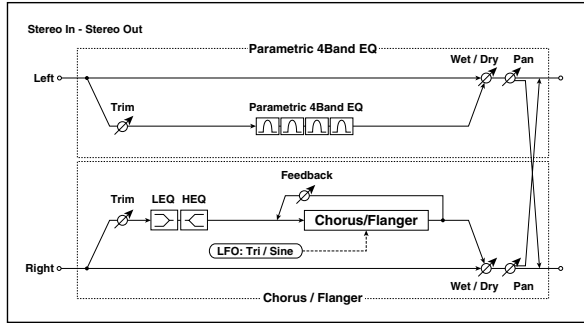 Stereo In - Stereo Out
Parametric 4Band EQ
Wet / Dry Pan
Left
Trim
Parametric 4Band EQ
Feedback
Trim LEQ HEQ
Chorus/Flanger
LFO: Tri / Sine
Right
Wet / Dry Pan
Chorus / Flanger